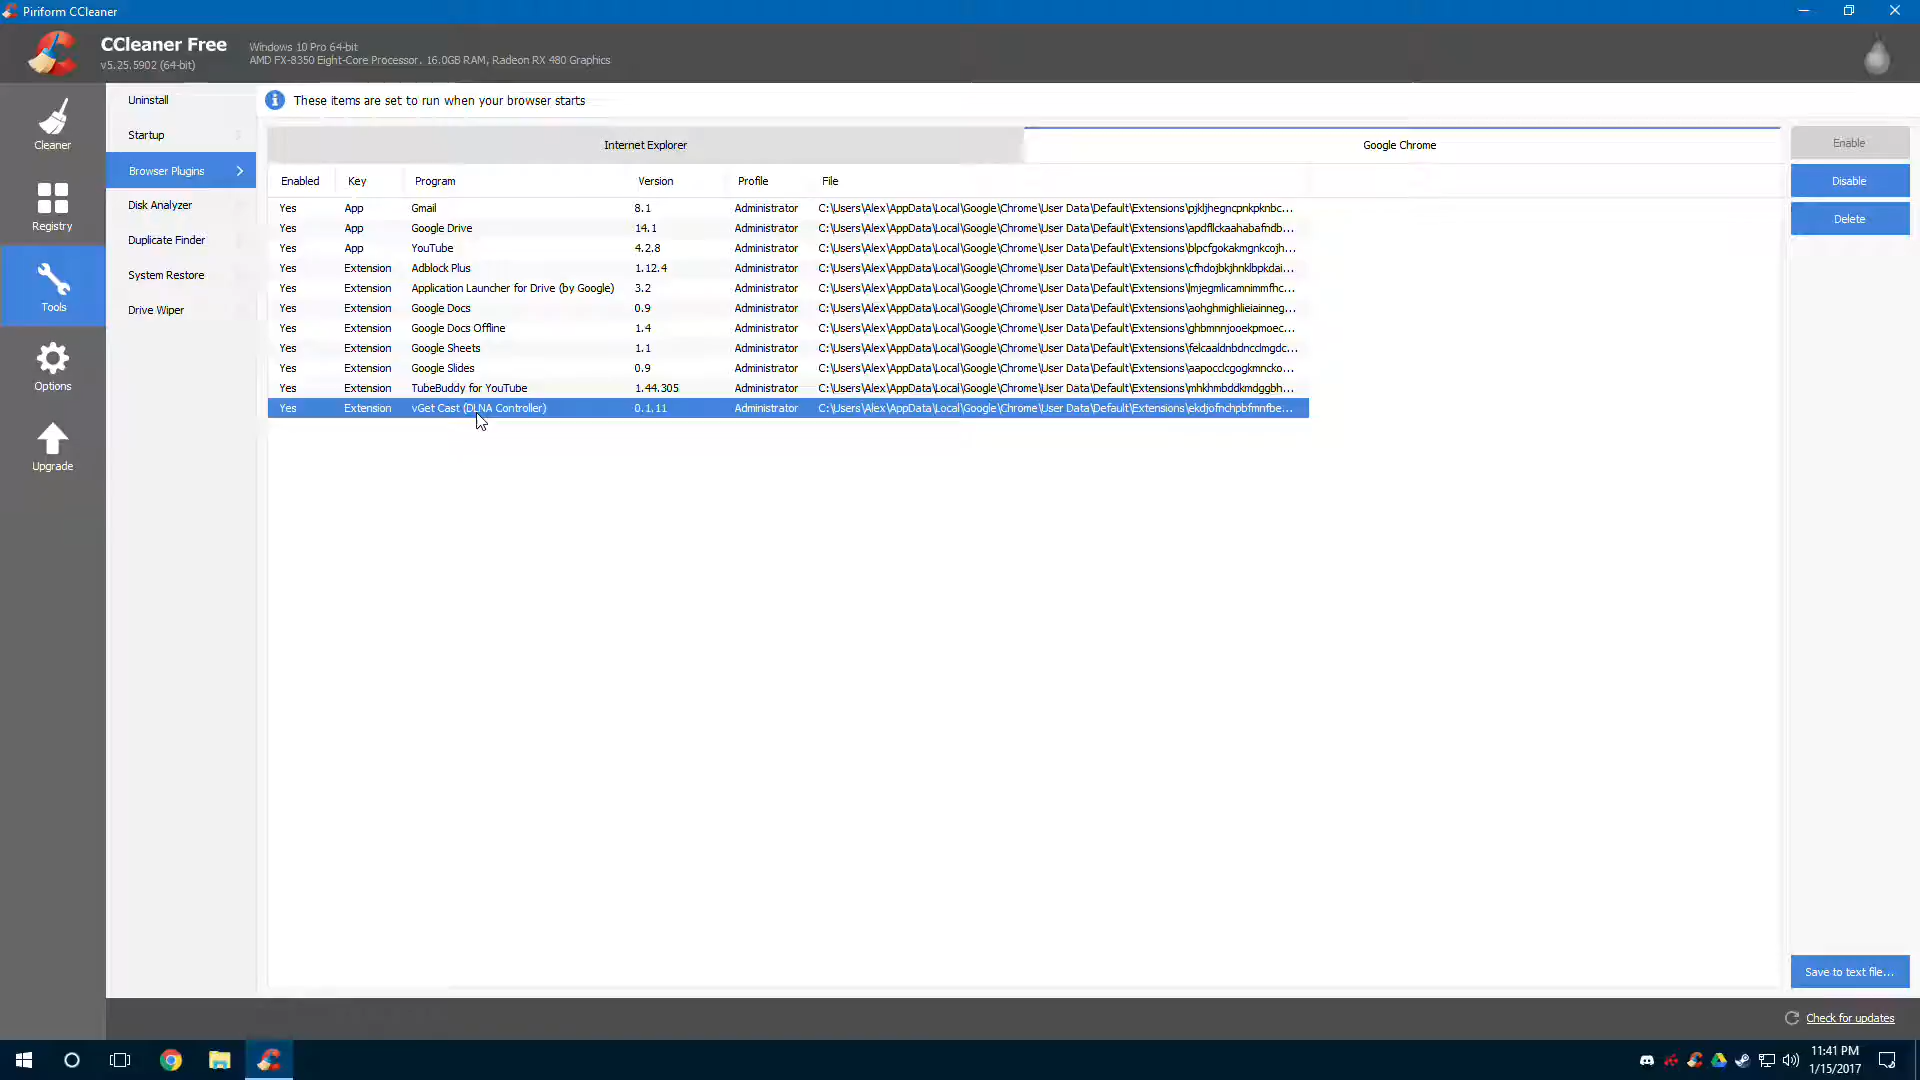 Piriform CCleaner
CCleaner Free
v5.25.5902 (64-bit)
Windows 10 Pro 64-bit
AMD FX-8350 Eight-Core Processor, 16.0GB RAM, Radeon RX 480 Graphics
Cleaner
Registry
Tools
Options
Upgrade
Uninstall
Startup
Browser Plugins
Disk Analyzer
Duplicate Finder
System Restore
Drive Wiper
These items are set to run when your browser starts
Internet Explorer Google Chrome
Enabled Key Program Version Profile File
Yes App Gmail 8.1 Administrator C:\Users\Alex\AppData\Local\Google\Chrome\User Data\Default\Extensions\pjkljhegncpnkpknbc...
Yes App Google Drive 14.1 Administrator C:\Users\Alex\AppData\Local\Google\Chrome\User Data\Default\Extensions\apdfllckaahabafndb...
Yes App YouTube 4.2.8 Administrator C:\Users\Alex\AppData\Local\Google\Chrome\User Data\Default\Extensions\blpcfgokakmgnkcojh...
Yes Extension Adblock Plus 1.12.4 Administrator C:\Users\Alex\AppData\Local\Google\Chrome\User Data\Default\Extensions\cfhdojbkjhnklbpkdai...
Yes Extension Application Launcher for Drive (by Google) 3.2 Administrator C:\Users\Alex\AppData\Local\Google\Chrome\User Data\Default\Extensions\lmjegmlicamnimmfhc...
Yes Extension Google Docs 0.9 Administrator C:\Users\Alex\AppData\Local\Google\Chrome\User Data\Default\Extensions\aohghmighlieiainneg...
Yes Extension Google Docs Offline 1.4 Administrator C:\Users\Alex\AppData\Local\Google\Chrome\User Data\Default\Extensions\ghbmnnjooekpmoec...
Yes Extension Google Sheets 1.1 Administrator C:\Users\Alex\AppData\Local\Google\Chrome\User Data\Default\Extensions\felcaaldnbdncclmgdc...
Yes Extension Google Slides 0.9 Administrator C:\Users\Alex\AppData\Local\Google\Chrome\User Data\Default\Extensions\aapocclcgogkmncko...
Yes Extension TubeBuddy for YouTube 1.44.305 Administrator C:\Users\Alex\AppData\Local\Google\Chrome\User Data\Default\Extensions\mhkhmbddkmdggbh...
Yes Extension vGet Cast (DLNA Controller) 0.1.11 Administrator C:\Users\Alex\AppData\Local\Google\Chrome\User Data\Default\Extensions\ekdjofnchpbfmnfbe...
Enable
Disable
Delete
Save to text file...
Check for updates
11:41 PM
1/15/2017